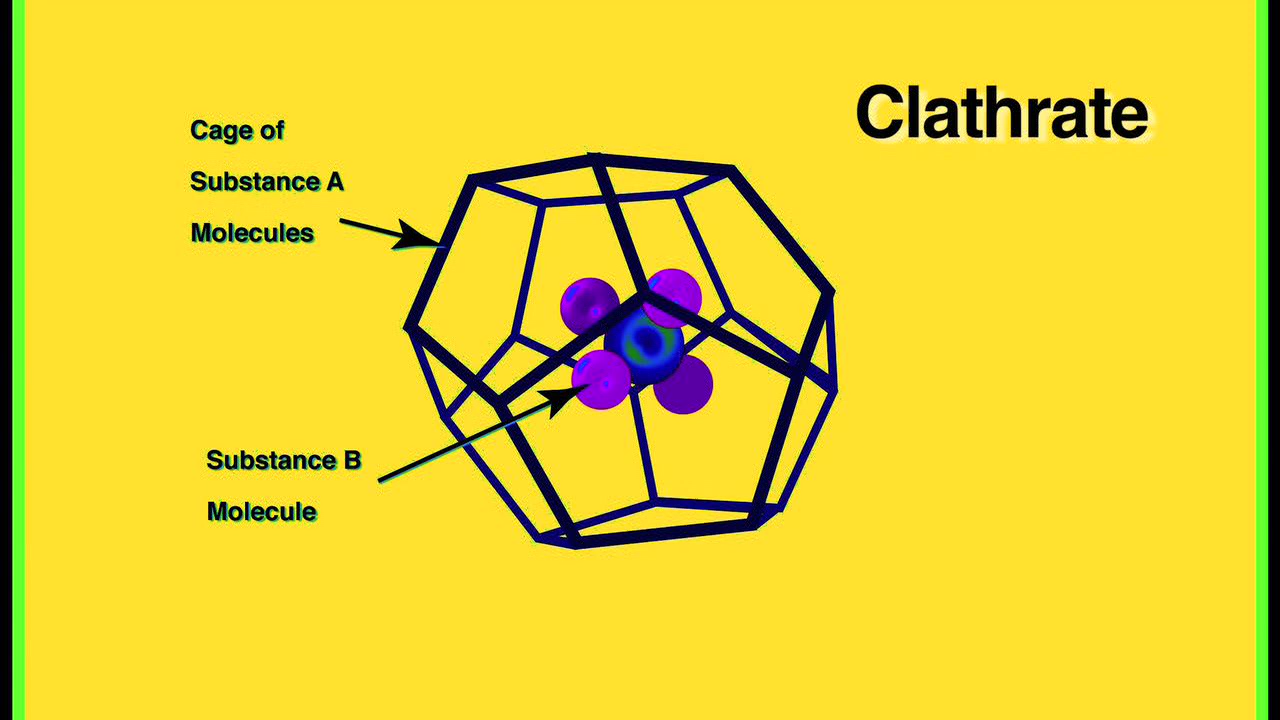 Clathrate
Cage of
Substance A
Molecules
Substance B
Molecule